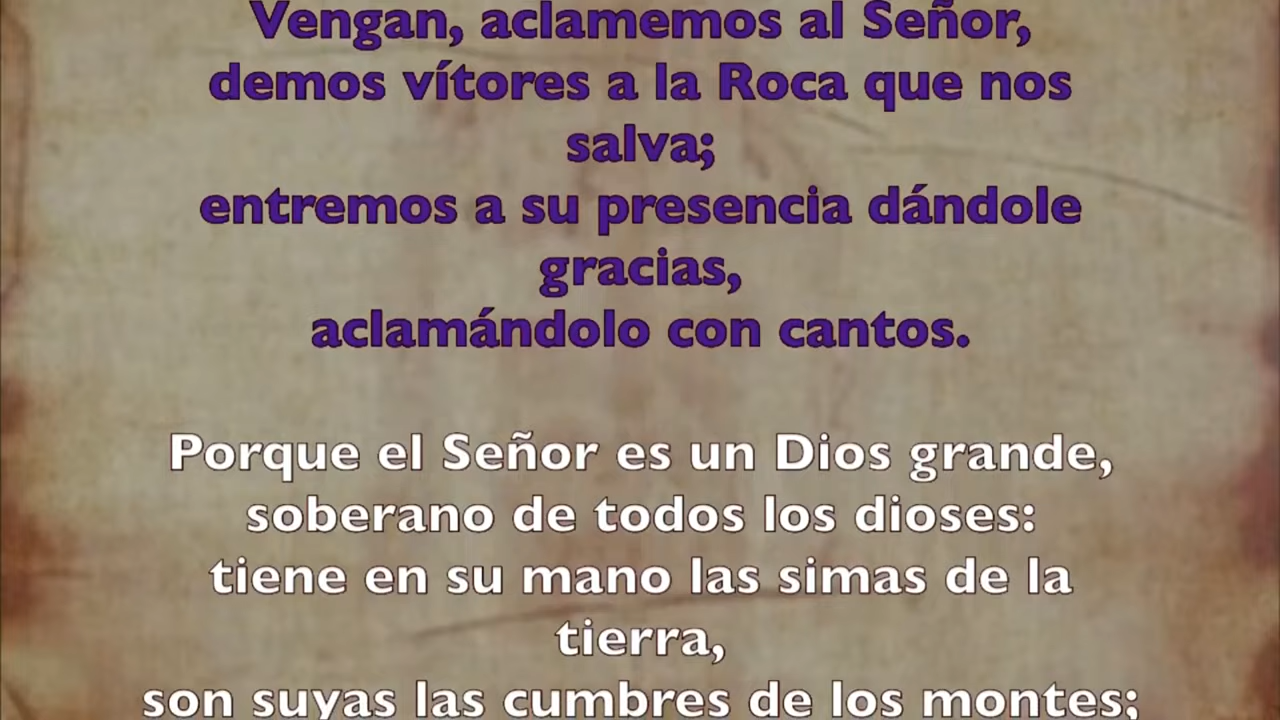 Vengan, aclamemos al Señor,
demos vítores a la Roca que nos
salva;
entremos a su presencia dándole
gracias,
aclamándolo con cantos.
Porque el Señor es un Dios grande,
soberano de todos los dioses:
tiene en su mano las simas de la
tierra,
son suyas las cumbres de los montes;